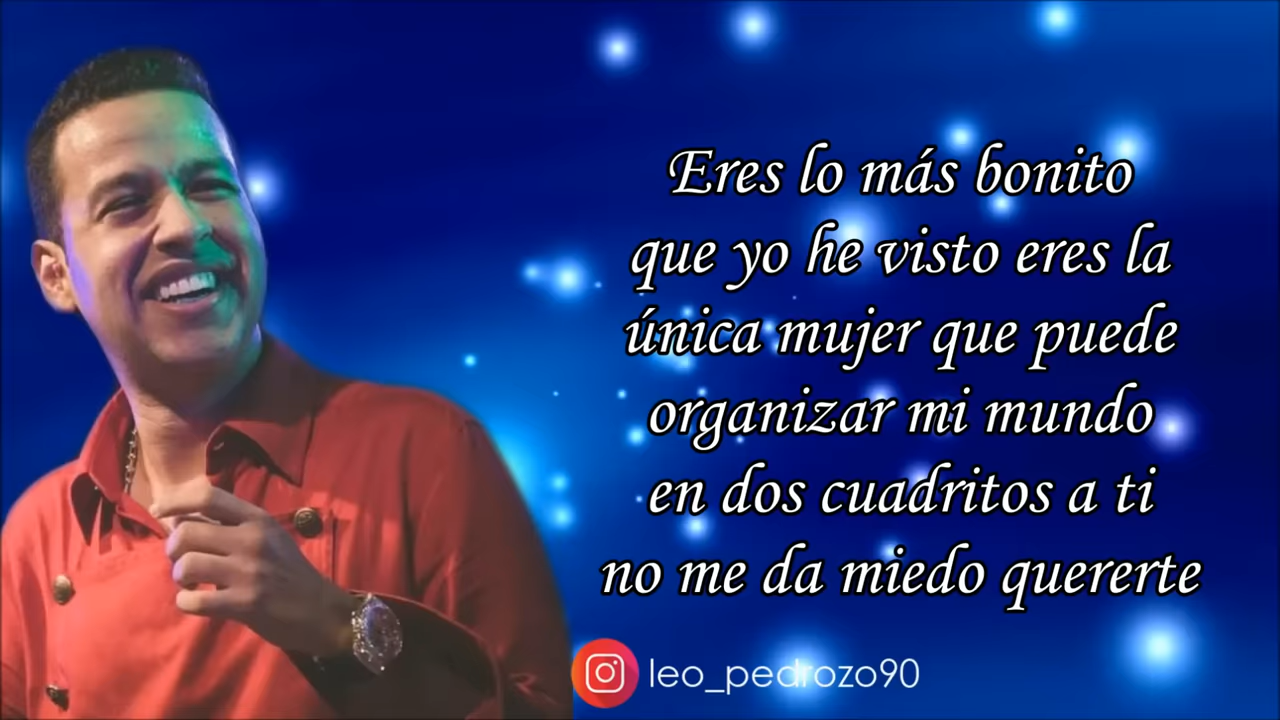 Eres lo más bonito
que yo he visto eres la
única mujer que puede
organizar mi mundo
en dos cuadritos a ti
no me da miedo quererte
leo_pedrozo90